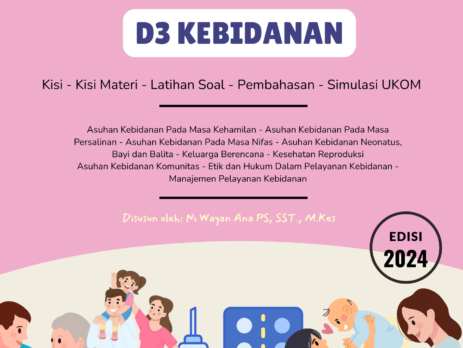 D3 KEBIDANAN
Kisi - Kisi Materi - Latihan Soal - Pembahasan - Simulasi UKOM
Asuhan Kebidanan Pada Masa Kehamilan - Asuhan Kebidanan Pada Masa
Persalinan - Asuhan Kebidanan Pada Masa Nifas - Asuhan Kebidanan Neonatus,
Bayi dan Balita - Keluarga Berencana - Kesehatan Reproduksi
Asuhan Kebidanan Komunitas - Etik dan Hukum Dalam Pelayanan Kebidanan -
Manajemen Pelayanan Kebidanan
Disusun oleh: Ni Wayan Ana PS, SST., M.Kes
EDISI
2024